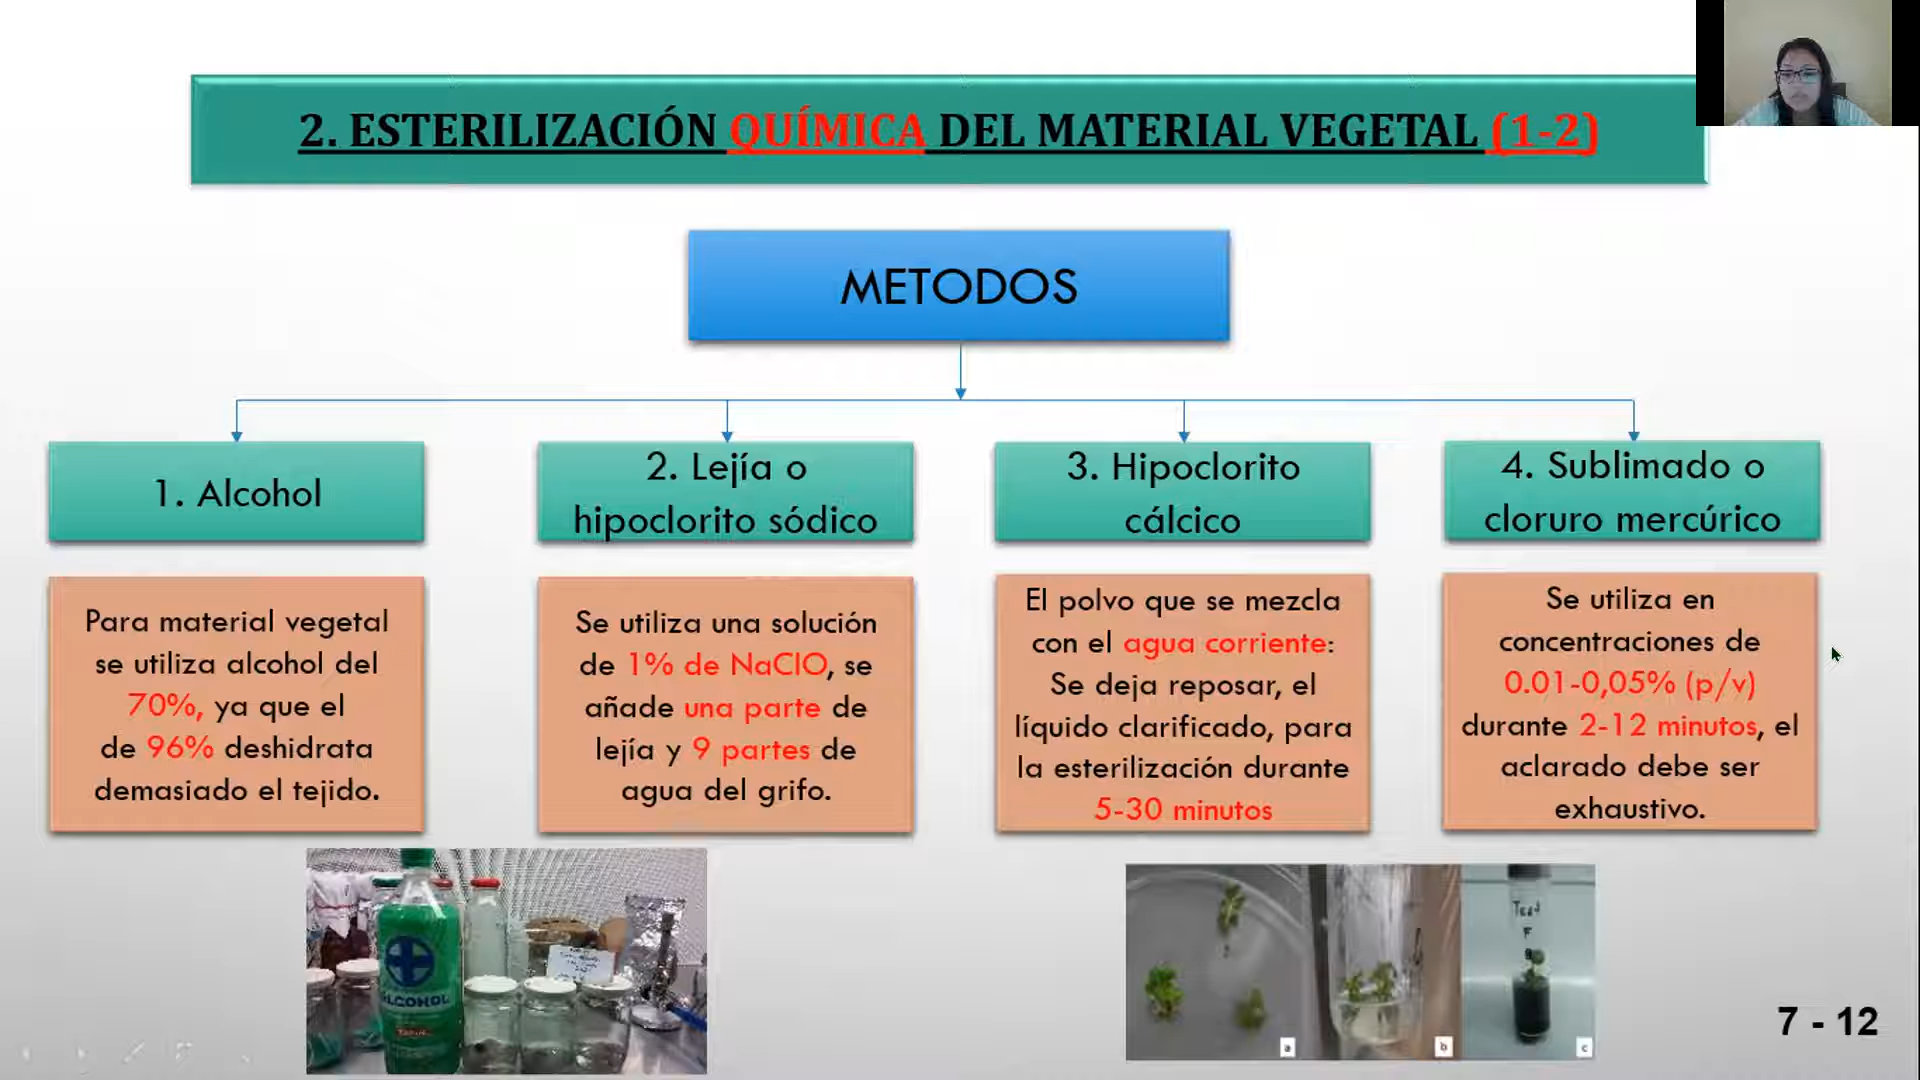 2. ESTERILIZACIÓN QUÍMICA DEL MATERIAL VEGETAL (1-2)
METODOS
1. Alcohol
Para material vegetal
se utiliza alcohol del
70%, ya que el
de 96% deshidrata
demasiado el tejido.
2. Lejía o
hipoclorito sódico
Se utiliza una solución
de 1% de NaClO, se
añade una parte de
lejía y 9 partes de
agua del grifo.
3. Hipoclorito
cálcico
El polvo que se mezcla
con el agua corriente:
Se deja reposar, el
líquido clarificado, para
la esterilización durante
5-30 minutos
4. Sublimado o
cloruro mercúrico
Se utiliza en
concentraciones de
0.01-0,05% (p/v)
durante 2-12 minutos, el
aclarado debe ser
exhaustivo.
ALCOHOL
a
b
F
c
7 - 12